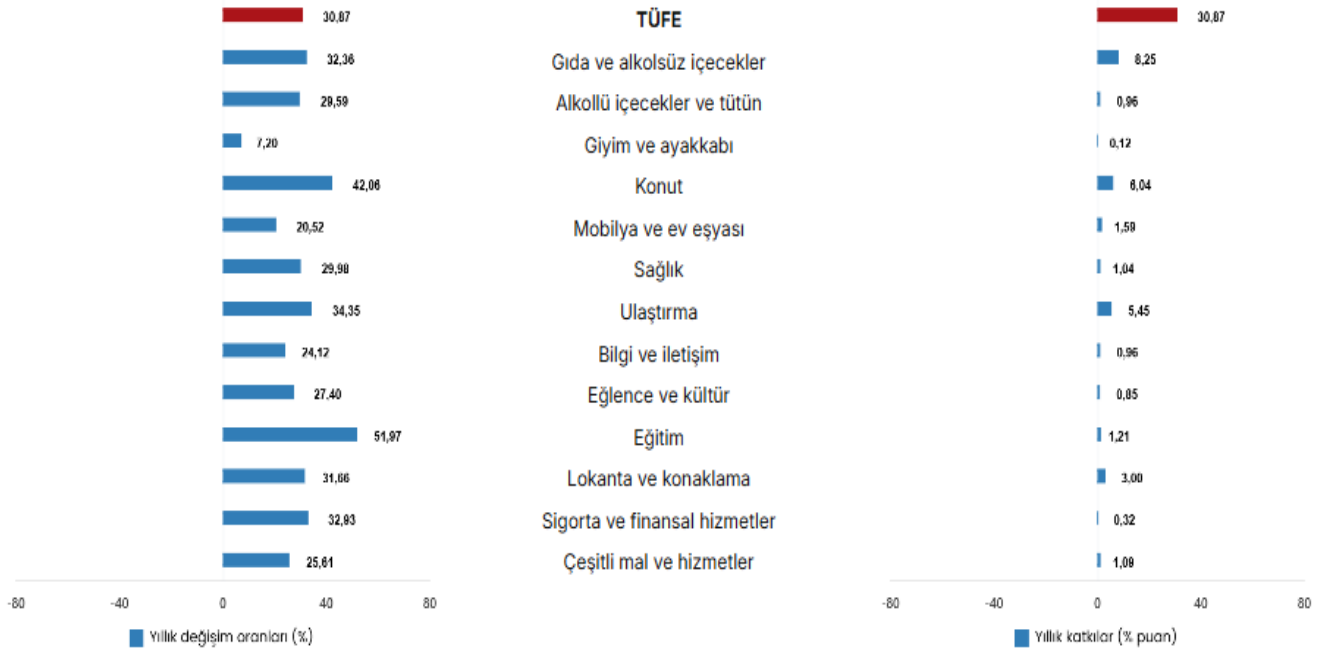 30,87 TÜFE 30,87
32,36 Gıda ve alkolsüz içecekler 8,25
29,59 Alkollü içecekler ve tütün 0,96
7,20 Giyim ve ayakkabı 0,12
42,06 Konut 6,04
20,52 Mobilya ve ev eşyası 1,59
29,98 Sağlık 1,04
34,35 Ulaştırma 5,45
24,12 Bilgi ve iletişim 0,96
27,40 Eğlence ve kültür 0,85
51,97 Eğitim 1,21
31,66 Lokanta ve konaklama 3,00
32,93 Sigorta ve finansal hizmetler 0,32
25,61 Çeşitli mal ve hizmetler 1,09
-80 -40 0 40 80 -80 -40 0 40 80
Yıllık değişim oranları (%) Yıllık katkılar (% puan)